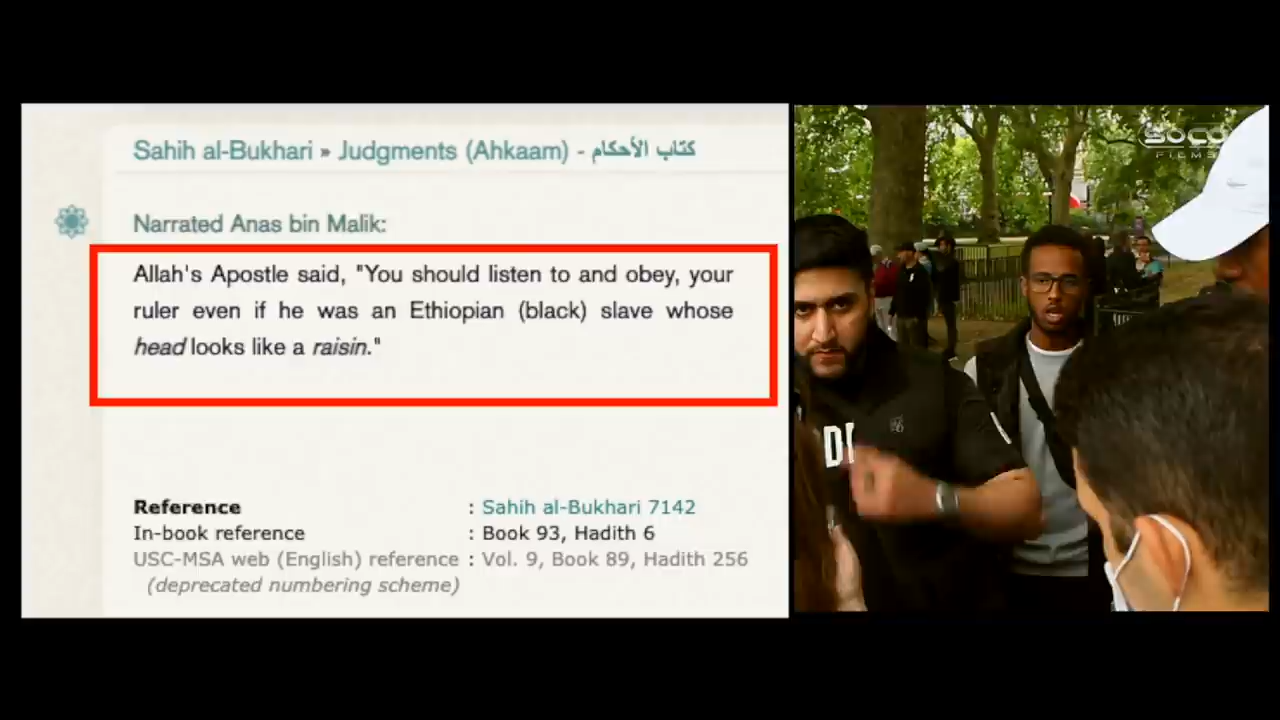 Sahih al-Bukhari » Judgments (Ahkaam) - كتاب الأحكام
Narrated Anas bin Malik:
Allah's Apostle said, "You should listen to and obey, your
ruler even if he was an Ethiopian (black) slave whose
head looks like a raisin."
Reference : Sahih al-Bukhari 7142
In-book reference : Book 93, Hadith 6
USC-MSA web (English) reference : Vol. 9, Book 89, Hadith 256
(deprecated numbering scheme)
SOCO
FILMS
DI